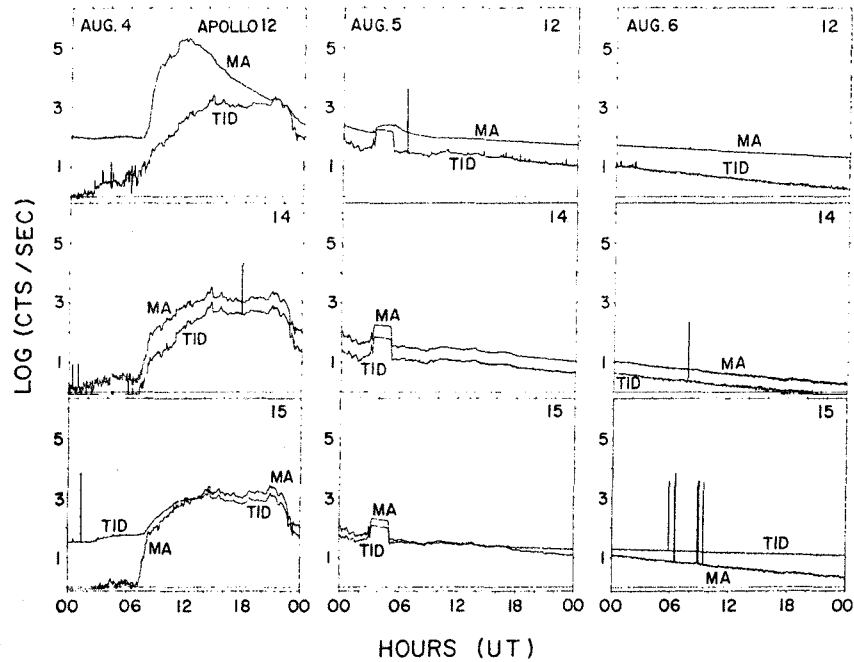 AUG. 4 APOLLO 12
MA
TID
5
3
1
AUG. 5 12
MA
TID
5
3
1
AUG. 6 12
MA
TID
5
3
1
14
MA
TID
5
3
1
14
MA
TID
5
3
1
14
MA
TID
5
3
1
15
MA
TID
TID
MA
5
3
1
00 06 12 18 00
15
MA
TID
5
3
1
00 06 12 18 00
15
TID
MA
5
3
1
00 06 12 18 00
LOG (CTS/SEC)
HOURS (UT)